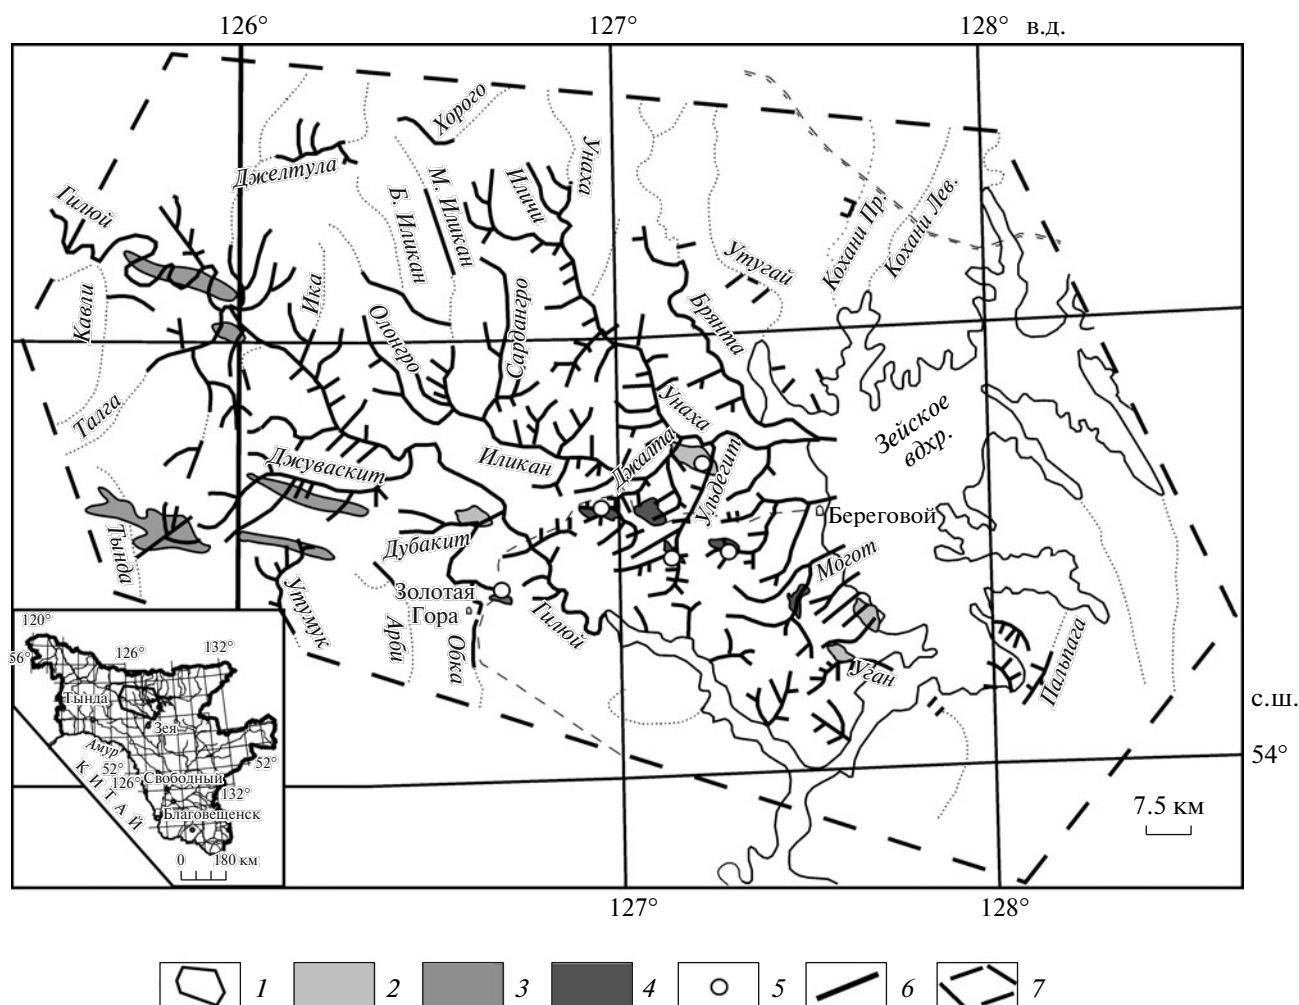 126°
127°
128° в.д.
Хорого
Унаха
Джелтула
Иличи
М. Иликан
Б. Иликан
Гилюй
Кохани Пр.
Кохани Лев.
Утугай
Кавли
Ика
Олонгро
Сардангро
Брянта
Талга
Унаха
Зейское
вдхр.
Джуваскит
Иликан
Джалта
Ульдегит
Береговой
Тында
Дубакит
Могот
Золотая
Гора
Утумук
Арби
Обка
Гилюй
Уган
Пальпага
с.ш.
54°
7.5 км
120°
56°
126°
132°
Тында
Зея
Амур
52°
52°
126°
Свободный
132°
КИТАЙ
Благовещенск
0 180 км
127°
128°
1 2 3 4 5 6 7